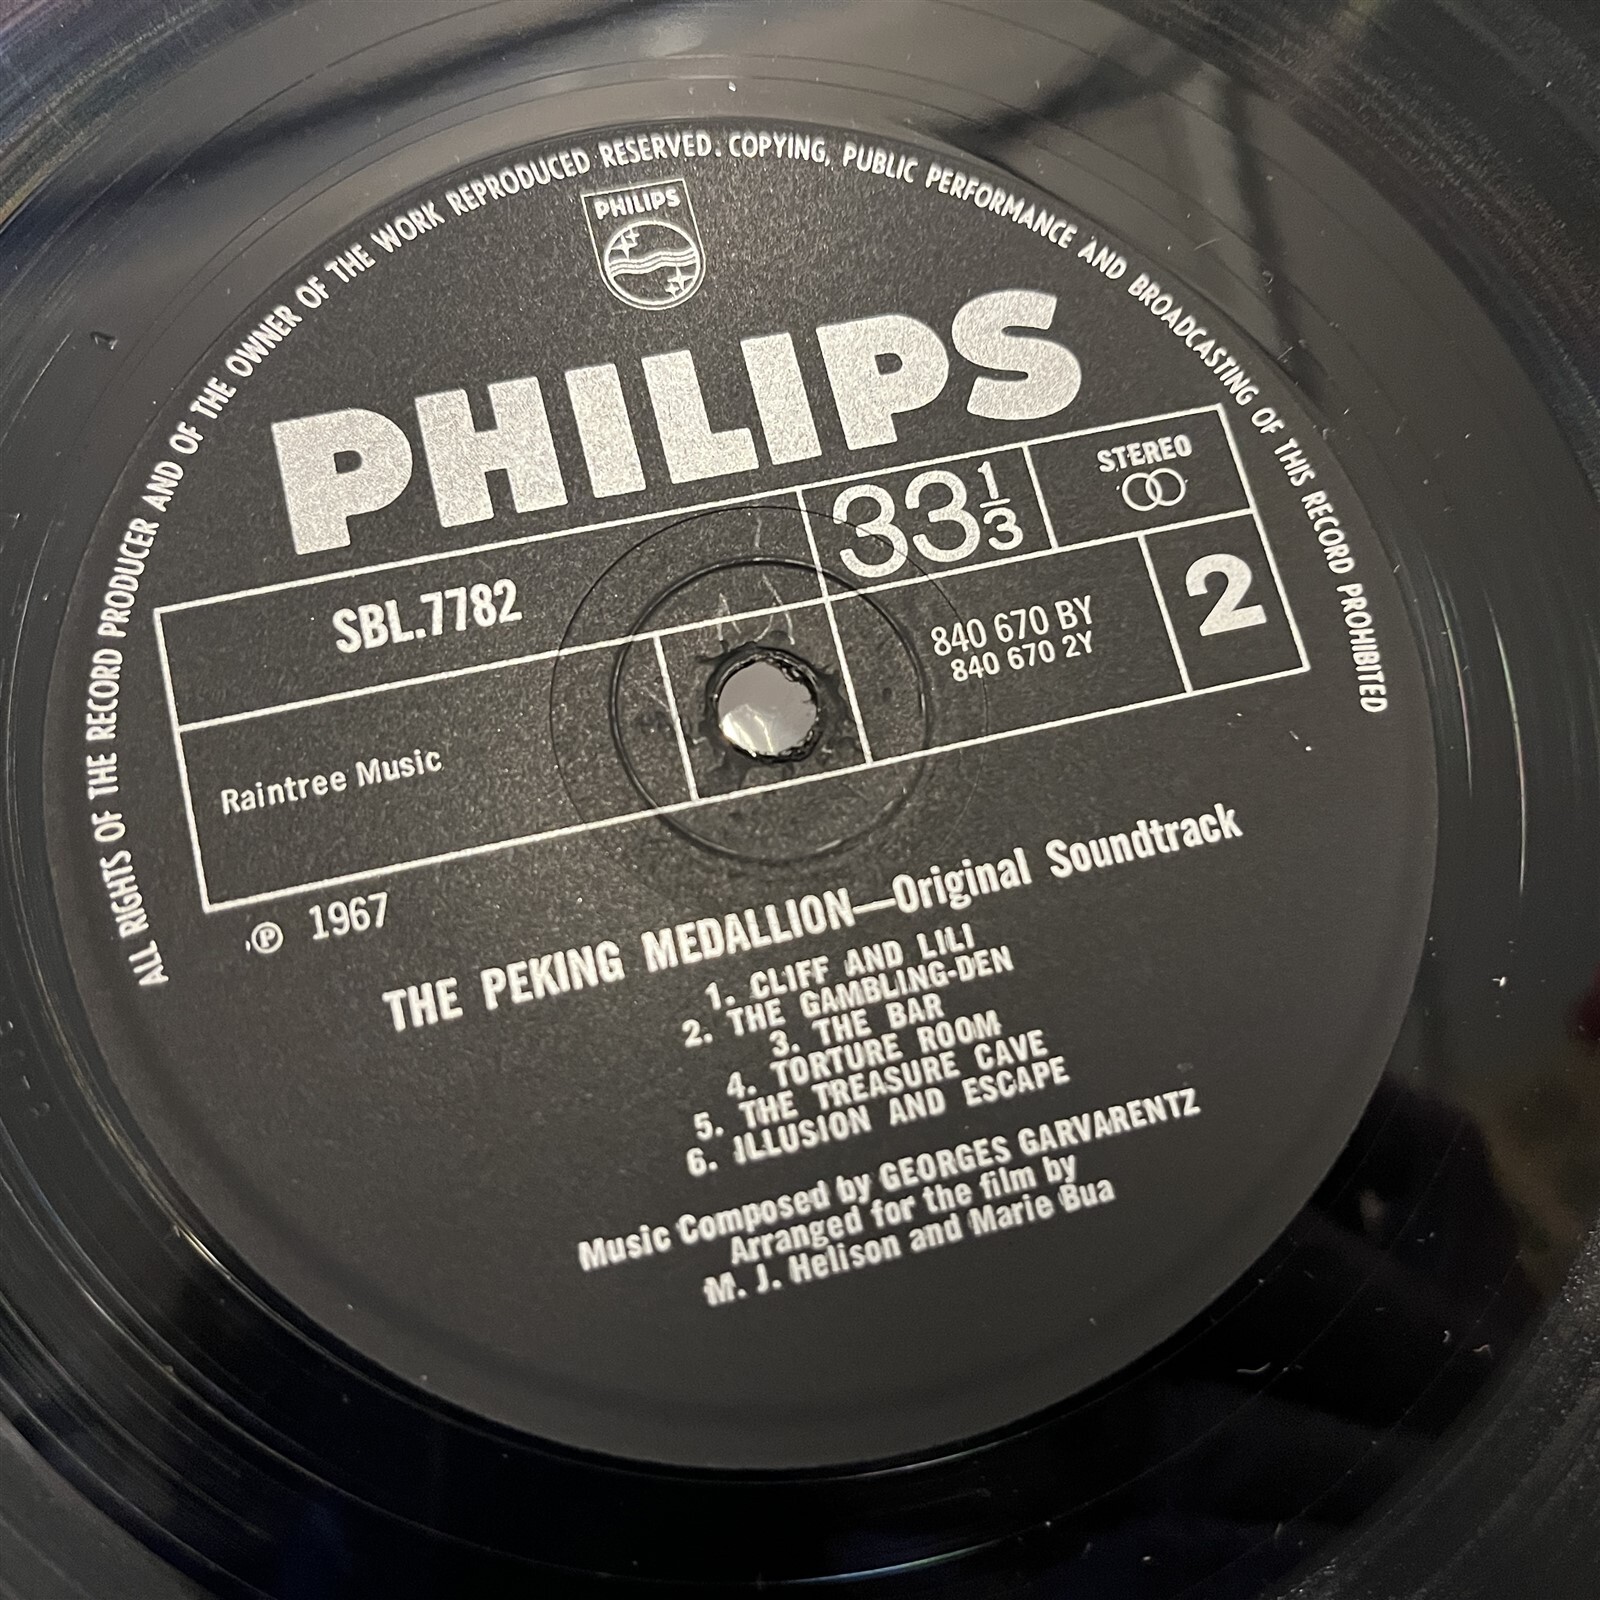 ALL RIGHTS OF THE RECORD PRODUCER AND OF THE OWNER OF THE WORK REPRODUCED RESERVED. COPYING, PUBLIC PERFORMANCE AND BROADCASTING OF THIS RECORD PROHIBITED
PHILIPS
PHILIPS
33 1/3
STEREO
SBL.7782
840 670 BY
840 670 2Y
2
Raintree Music
Ⓟ 1967
THE PEKING MEDALLION—Original Soundtrack
1. CLIFF AND LILI
2. THE GAMBLING-DEN
3. THE BAR
4. TORTURE ROOM
5. THE TREASURE CAVE
6. ILLUSION AND ESCAPE
Music Composed by GEORGES GARVARENTZ
Arranged for the film by
M. J. Helison and Marie Bua